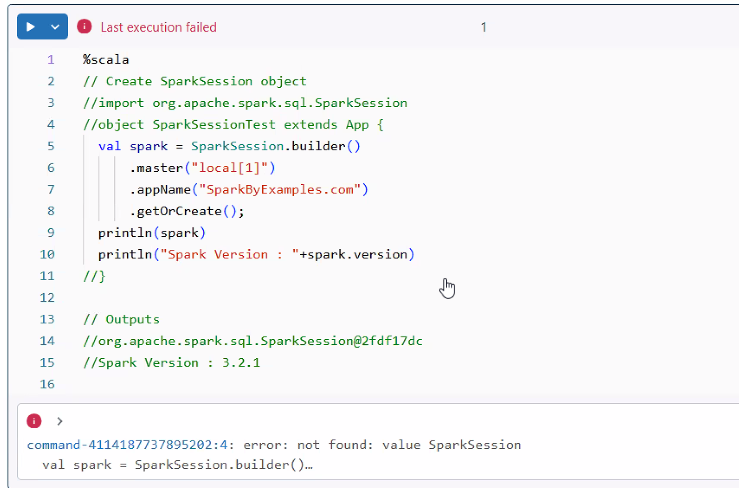 Last execution failed 1
1 %scala
2 // Create SparkSession object
3 //import org.apache.spark.sql.SparkSession
4 //object SparkSessionTest extends App {
5 val spark = SparkSession.builder()
6 .master("local[1]")
7 .appName("SparkByExamples.com")
8 .getOrCreate();
9 println(spark)
10 println("Spark Version : "+spark.version)
11 //}
12
13 // Outputs
14 //org.apache.spark.sql.SparkSession@2fdf17dc
15 //Spark Version : 3.2.1
16
command-4114187737895202:4: error: not found: value SparkSession
val spark = SparkSession.builder()…